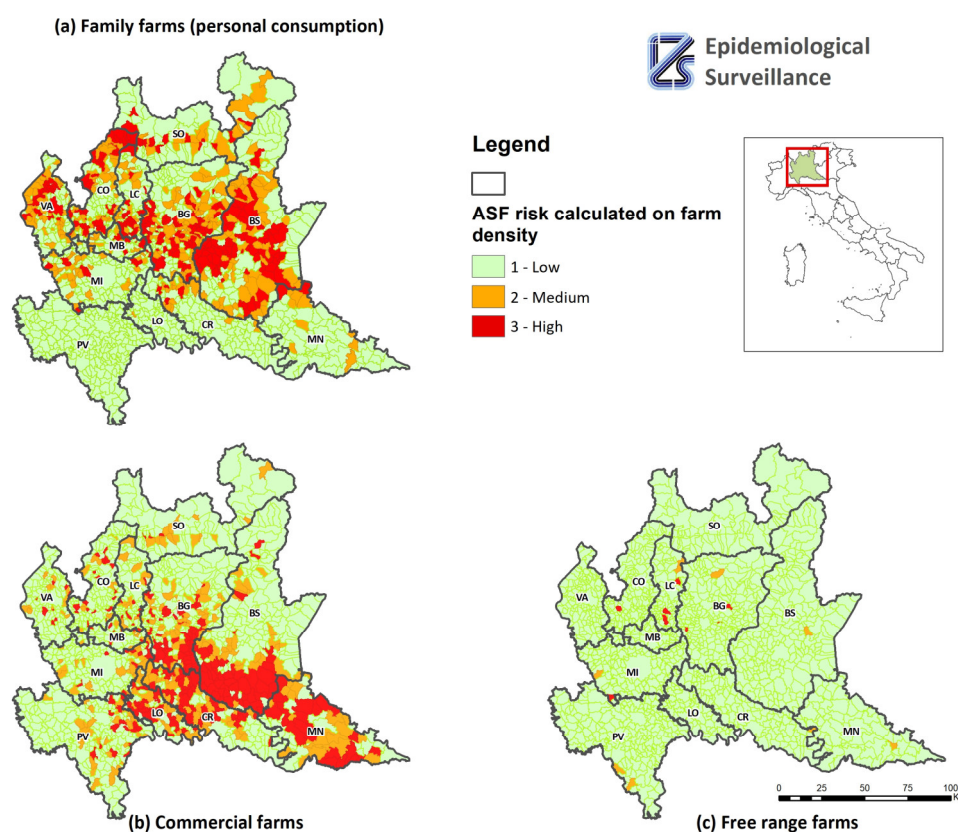 (a) Family farms (personal consumption)
Epidemiological
Surveillance
SO
VA
CO
LC
BG
BS
MB
MI
LO
CR
PV
MN
Legend
ASF risk calculated on farm
density
1 - Low
2 - Medium
3 - High
SO
CO
LC
VA
BG
BS
MB
MI
LO
CR
PV
MN
SO
CO
LC
VA
BG
BS
MB
MI
LO
CR
PV
MN
0 25 50 75 100
K
(b) Commercial farms
(c) Free range farms